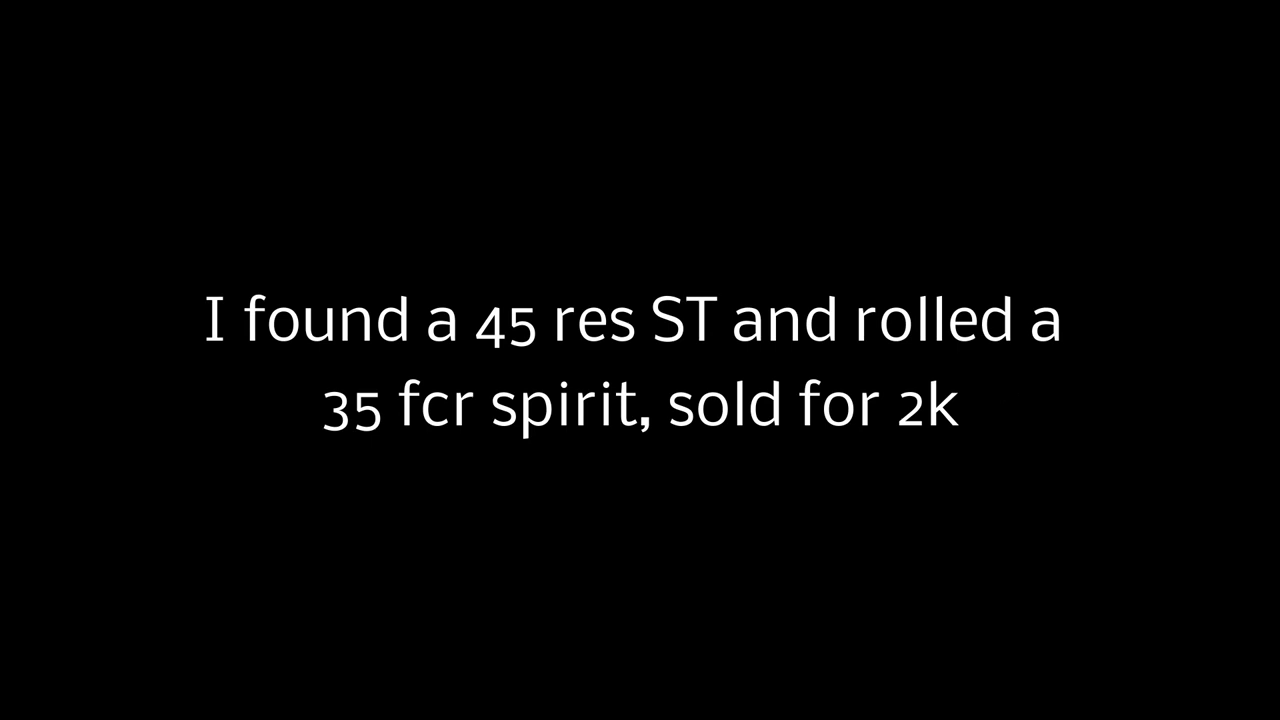 I found a 45 res ST and rolled a
35 fcr spirit, sold for 2k